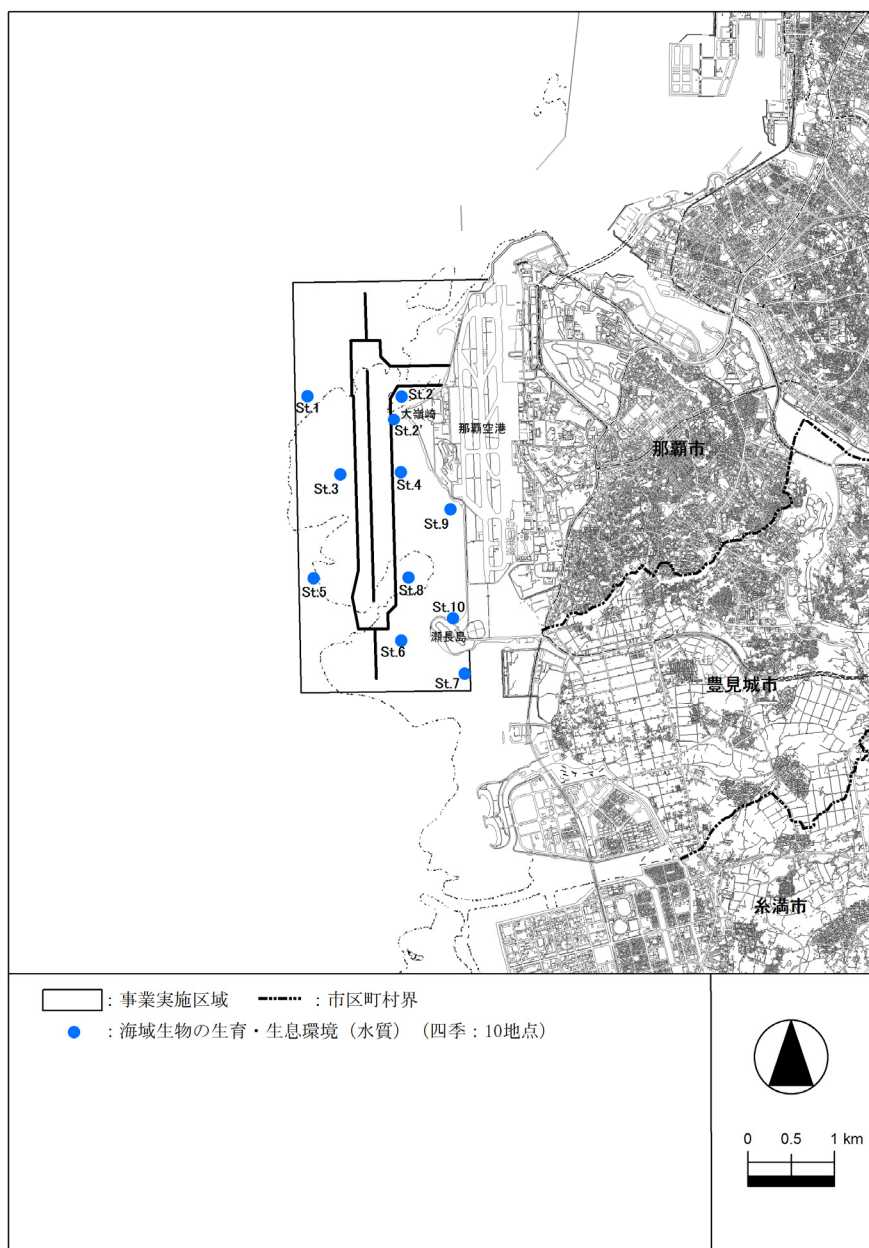 St.1
St.2
大嶺崎
St.2'
那覇空港
那覇市
St.3
St.4
St.9
St.5
St.8
St.10
瀬長島
St.6
St.7
豊見城市
糸満市
：事業実施区域
：市区町村界
：海域生物の生育・生息環境（水質）（四季：10地点）
0 0.5 1 km